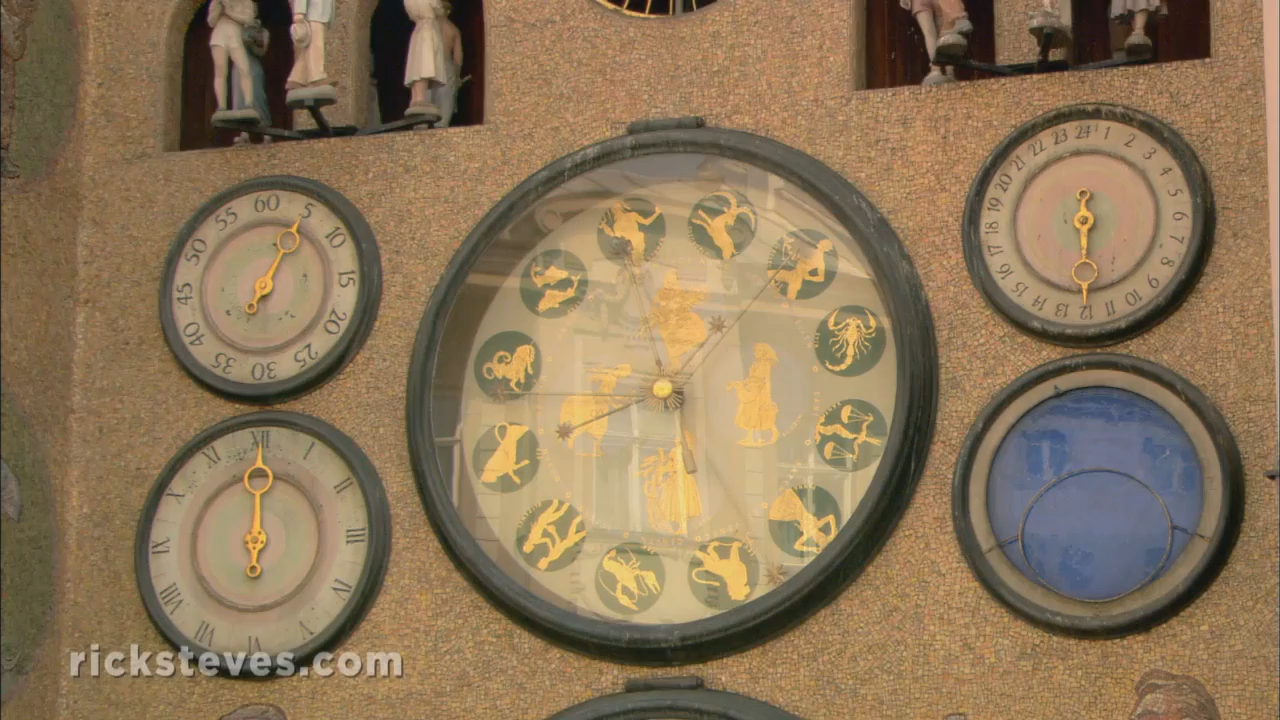 60 5 10 15 20 25 30 35 40 45 50 55
24 1 2 3 4 5 6 7 8 9 10 11 12 13 14 15 16 17 18 19 20 21 22 23
XII I II III IV V VI VII VIII IX X XI
ricksteves.com